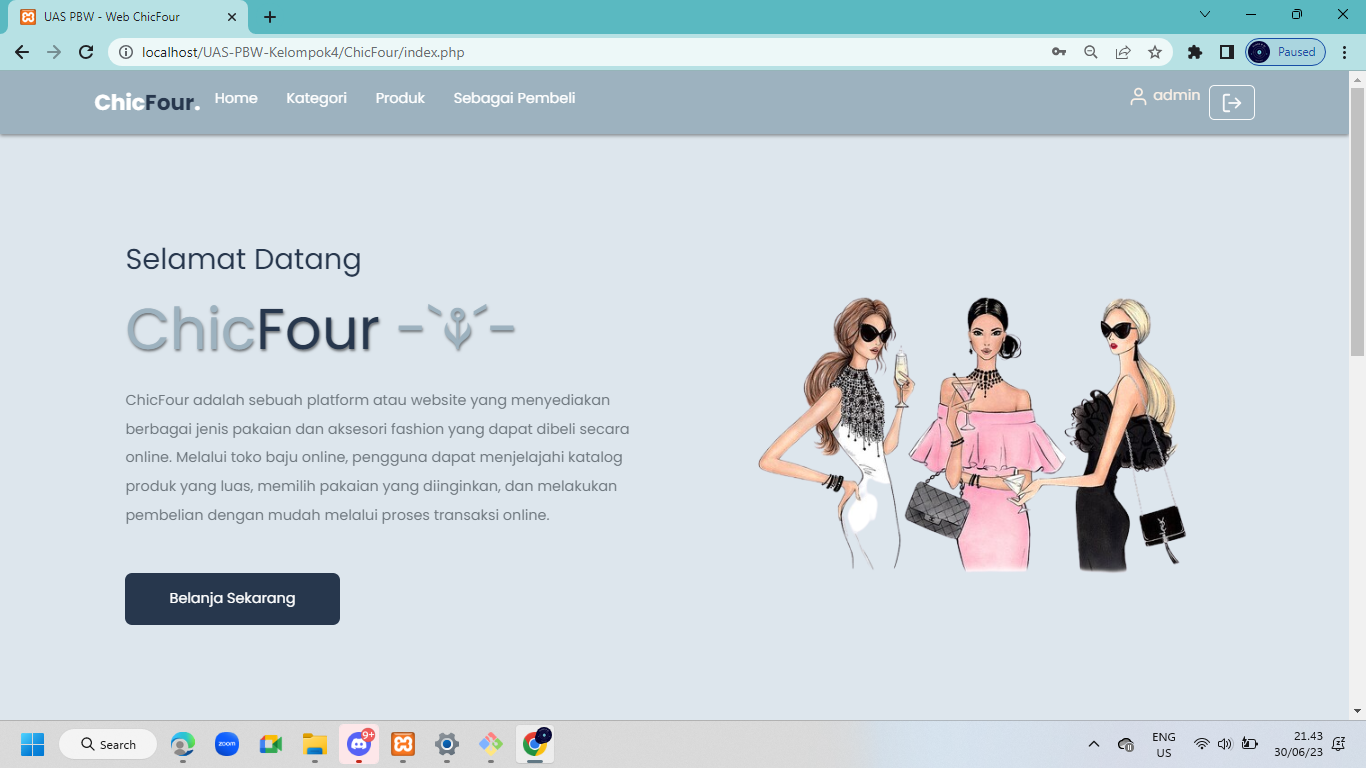 UAS PBW - Web ChicFour
localhost/UAS-PBW-Kelompok4/ChicFour/index.php
Paused
ChicFour.
Home
Kategori
Produk
Sebagai Pembeli
admin
Selamat Datang
ChicFour
ChicFour adalah sebuah platform atau website yang menyediakan
berbagai jenis pakaian dan aksesori fashion yang dapat dibeli secara
online. Melalui toko baju online, pengguna dapat menjelajahi katalog
produk yang luas, memilih pakaian yang diinginkan, dan melakukan
pembelian dengan mudah melalui proses transaksi online.
Belanja Sekarang
Search
zoom
9+
ENG
US
21.43
30/06/23